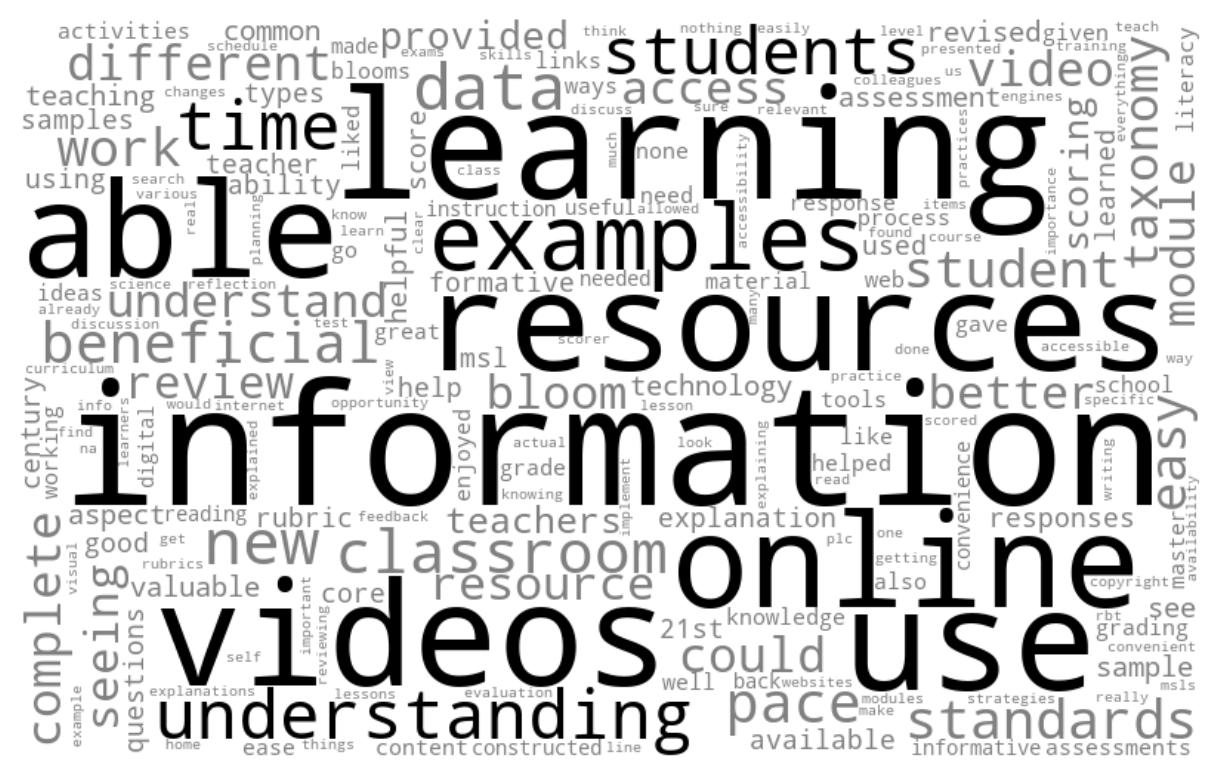 activities common provided think nothing easily level revised given teach
schedule made exams skills links students presented training
different blooms data ways access colleagues us video
teaching changes types discuss sure relevant assessment engines everything
samples time liked score learning practices scoring learned taxonomy literacy
work teacher class much none accessibility
using search ability need response items importance module
various real planning know instruction useful allowed process
able learn go helpful clear examples found used course
science reflection formative needed material web student
ideas understand many
already discussion test resources gave
beneficial great scorer done accessible
curriculum msl way
review view help bloom technology practice better school
century info would internet opportunity lesson tools specific
working find learners digital information scored easy
na explained enjoyed actual look explaining like writing
grade helped convenience
knowing implement read
aspect reading rubric feedback teachers explanation responses
complete good get new plc one master availability
visual rubrics classroom online getting
seeing valuable important core resource also copyright
videos knowledge use rbt see
questions reviewing 21st grading
self could convenient
well back websites sample
example explanations lessons evaluation modules strategies really msls
understanding pace make standards
home ease things content constructed line available informative assessments